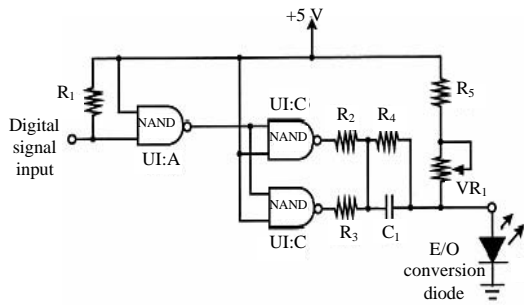 +5 V
R1
UI:C
R2
R4
R5
NAND
NAND
Digital
signal
input
UI:A
VR1
NAND
UI:C
R3
C1
E/O
conversion
diode